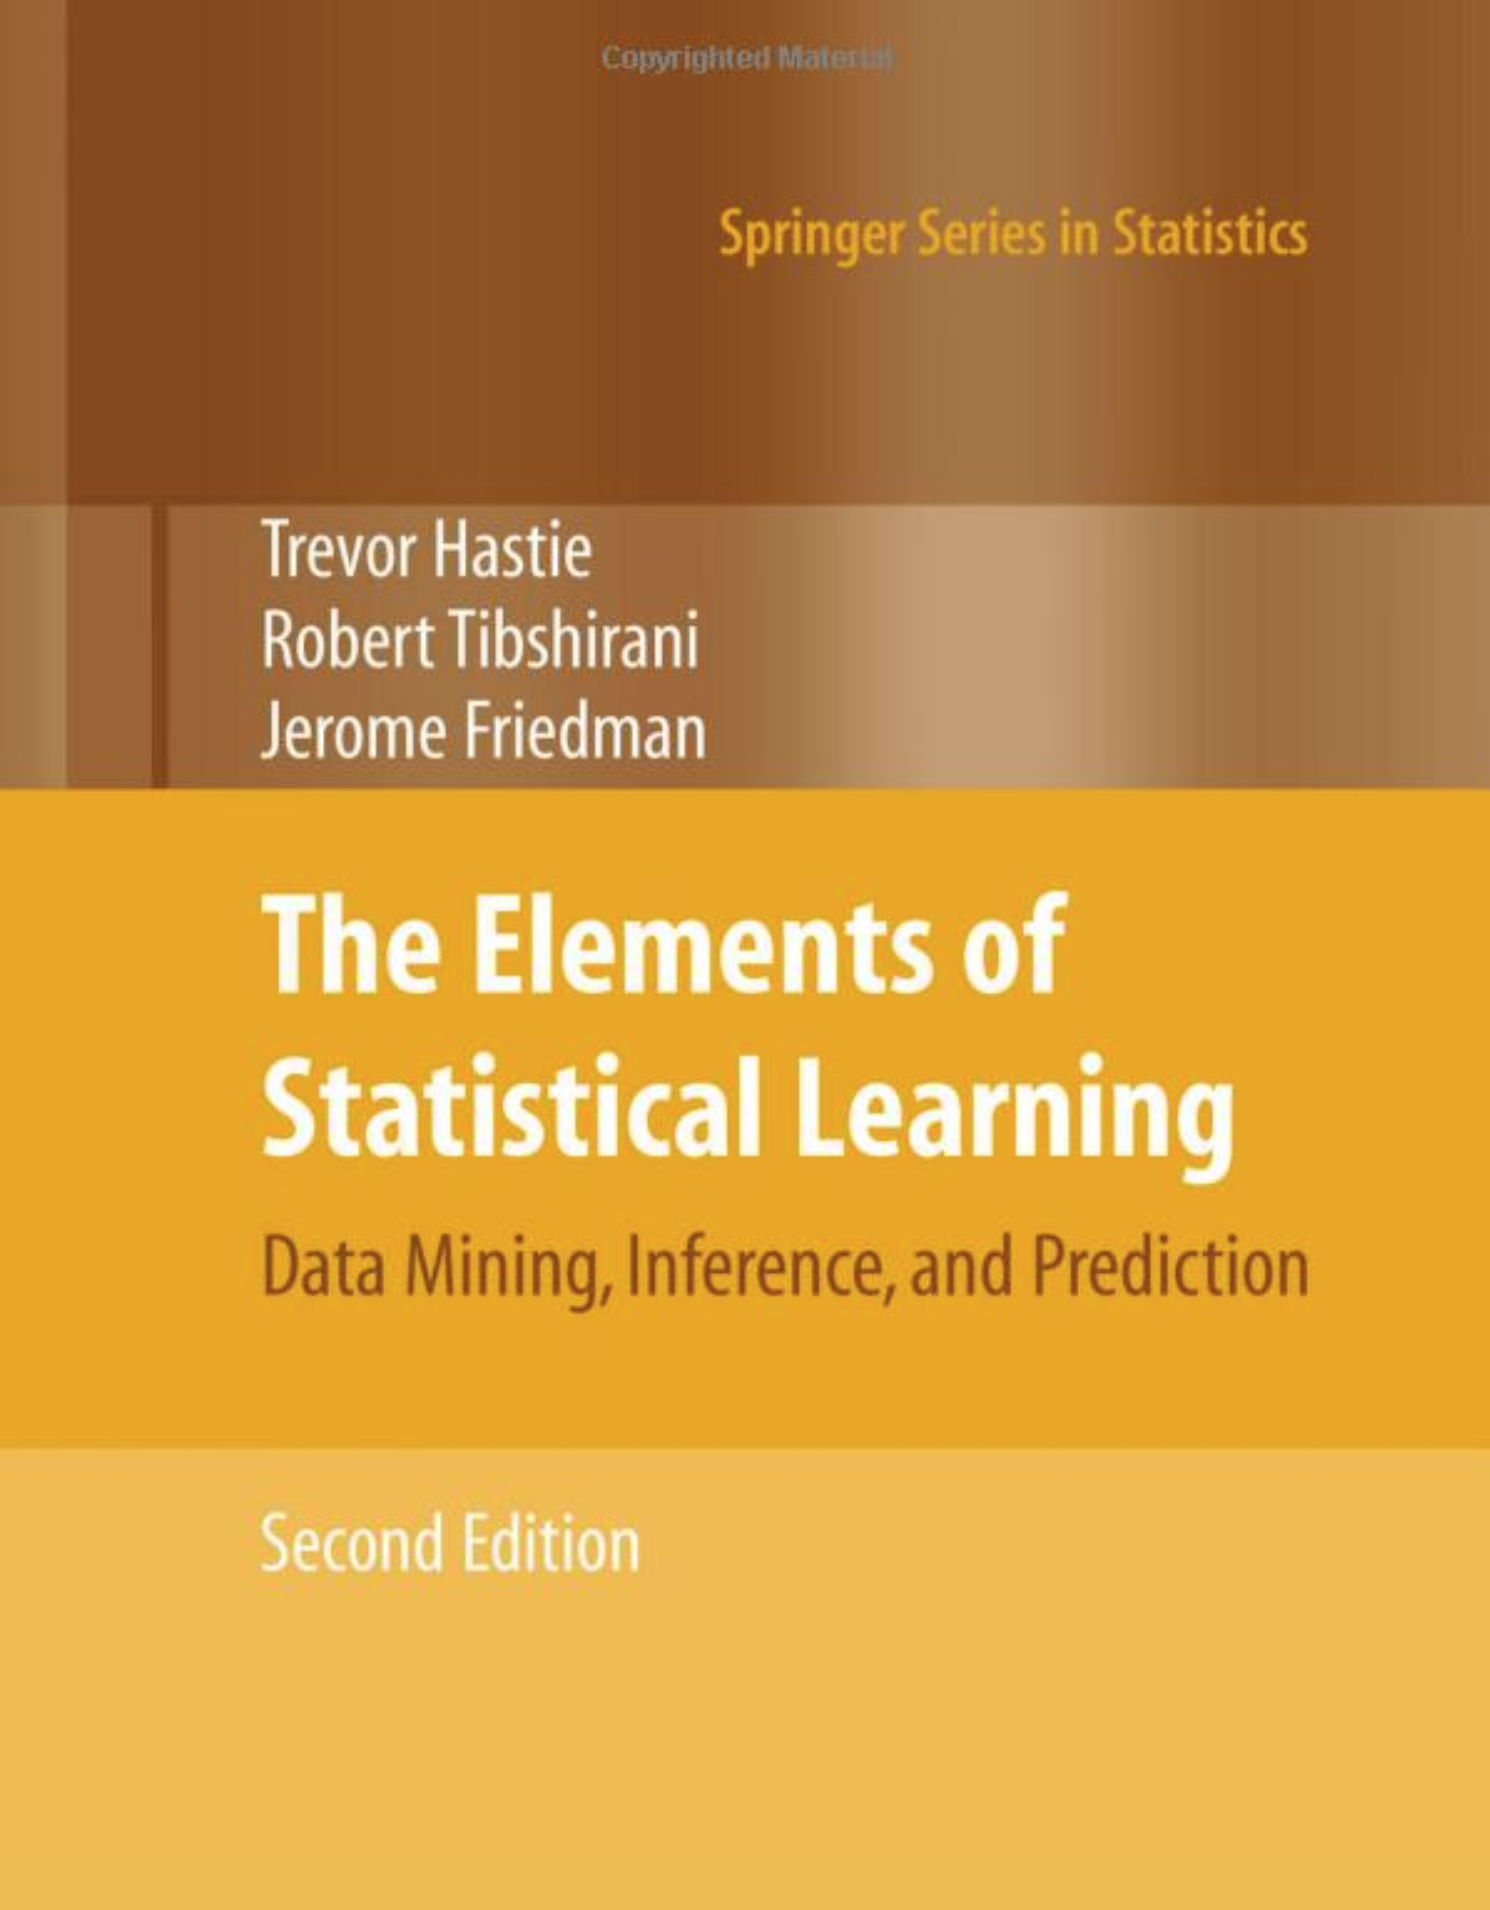 Copyrighted Material
Springer Series in Statistics
Trevor Hastie
Robert Tibshirani
Jerome Friedman
The Elements of
Statistical Learning
Data Mining, Inference, and Prediction
Second Edition